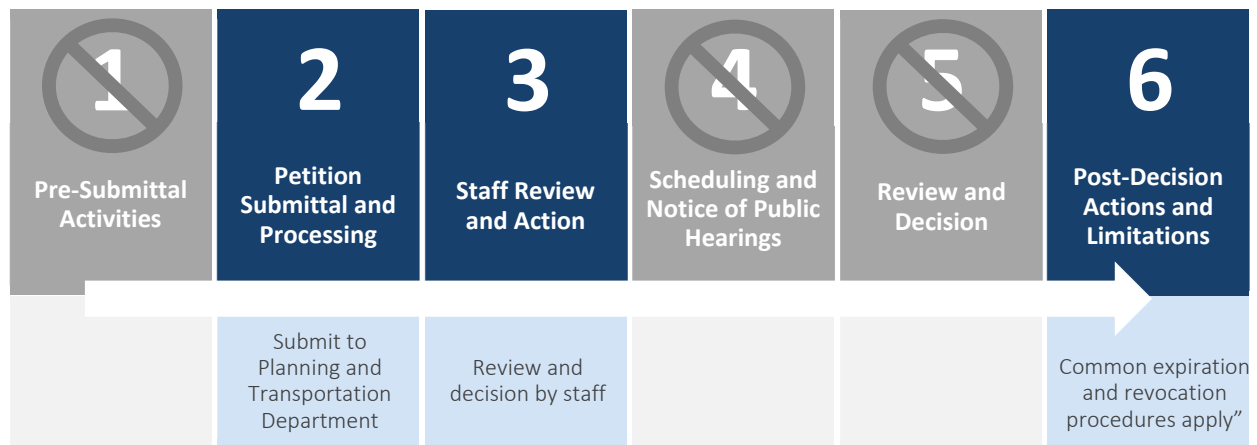 1
2
3
4
5
6
Pre-Submittal
Activities
Petition
Submittal and
Processing
Staff Review
and Action
Scheduling and
Notice of Public
Hearings
Review and
Decision
Post-Decision
Actions and
Limitations
Submit to
Planning and
Transportation
Department
Review and
decision by staff
Common expiration
and revocation
procedures apply”